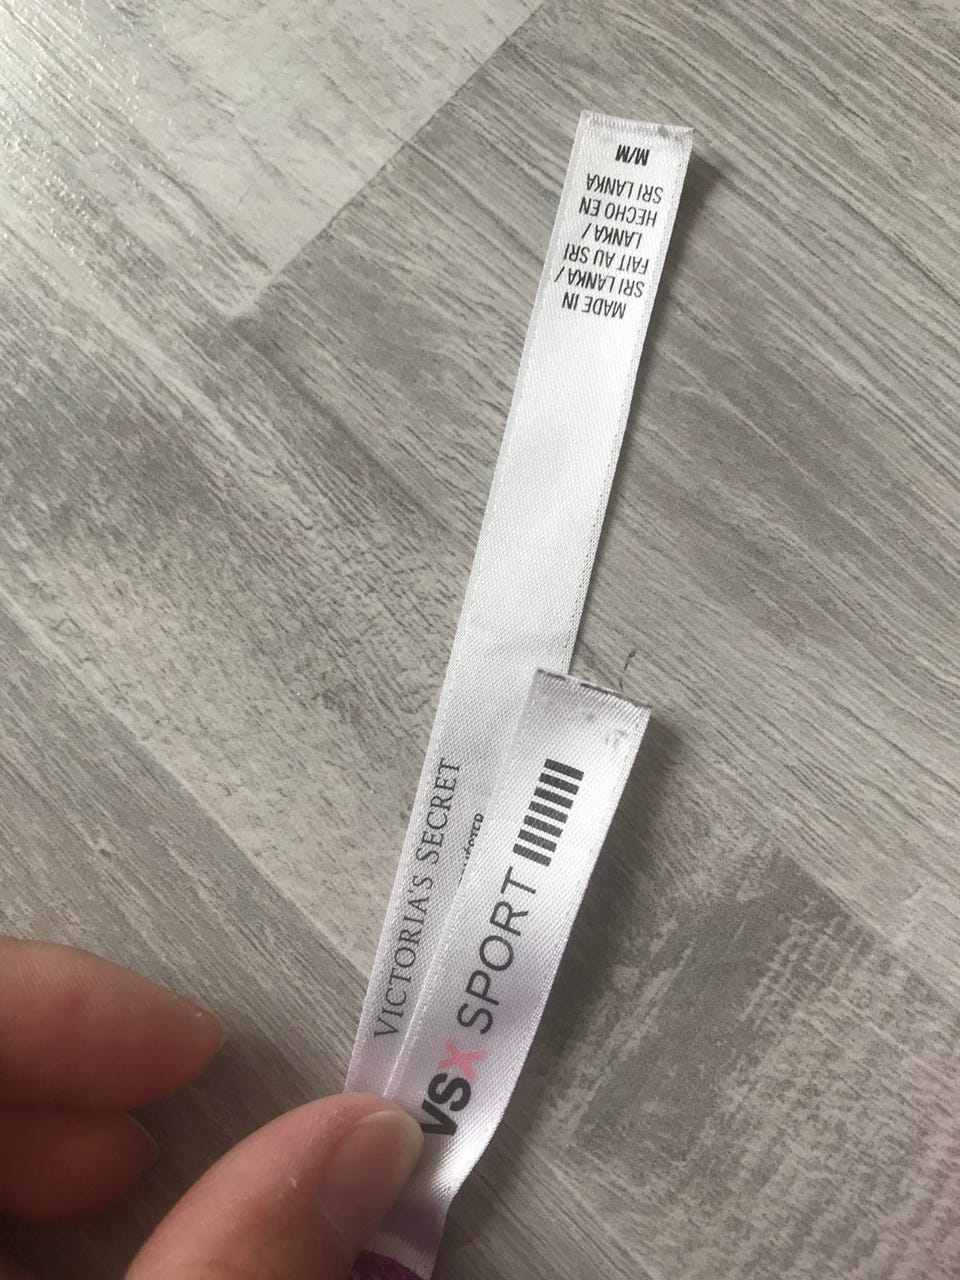 MADE IN
SRI LANKA /
FAIT AU SRI
LANKA /
HECHO EN
SRI LANKA
M/M
VICTORIA'S SECRET
VSX SPORT